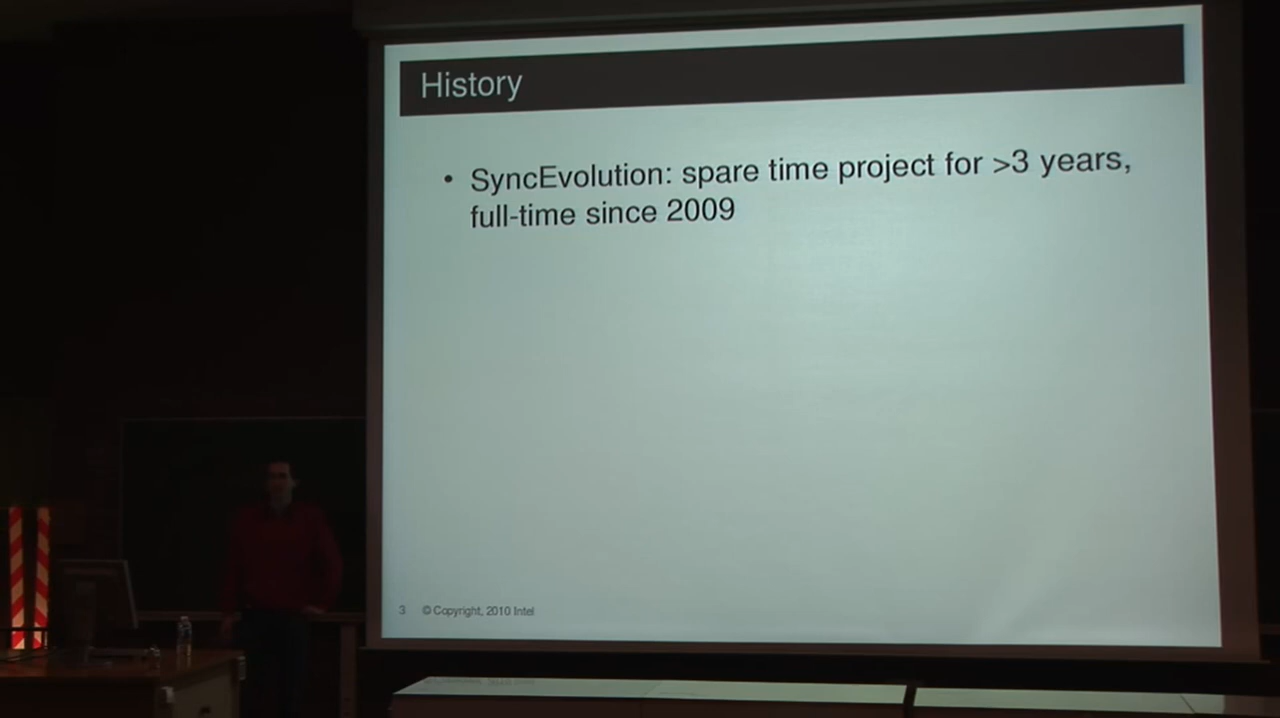 History
• SyncEvolution: spare time project for >3 years,
full-time since 2009
3 © Copyright, 2010 Intel